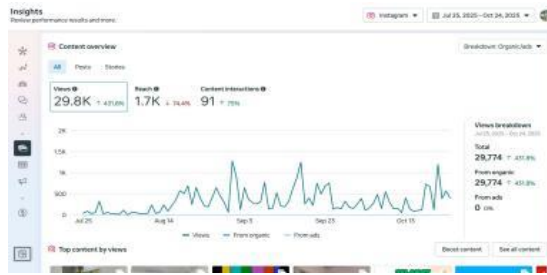 Insights
Review performance results and more.
Instagram
Jul 25, 2025–Oct 24, 2025
Content overview
Breakdown: Organic/ads
All Posts Stories
Views
29.8K ↑ 431.8%
Reach
1.7K ↓ 74.4%
Content interactions
91 ↑ 75%
2K
1.5K
1K
500
0
Jul 25 Aug 14 Sep 3 Sep 23 Oct 13
Views From organic From ads
Views breakdown
Jul 25, 2025 – Oct 24, 2025
Total
29,774 ↑ 431.8%
From organic
29,774 ↑ 431.8%
From ads
0 0%
Top content by views
Boost content See all content